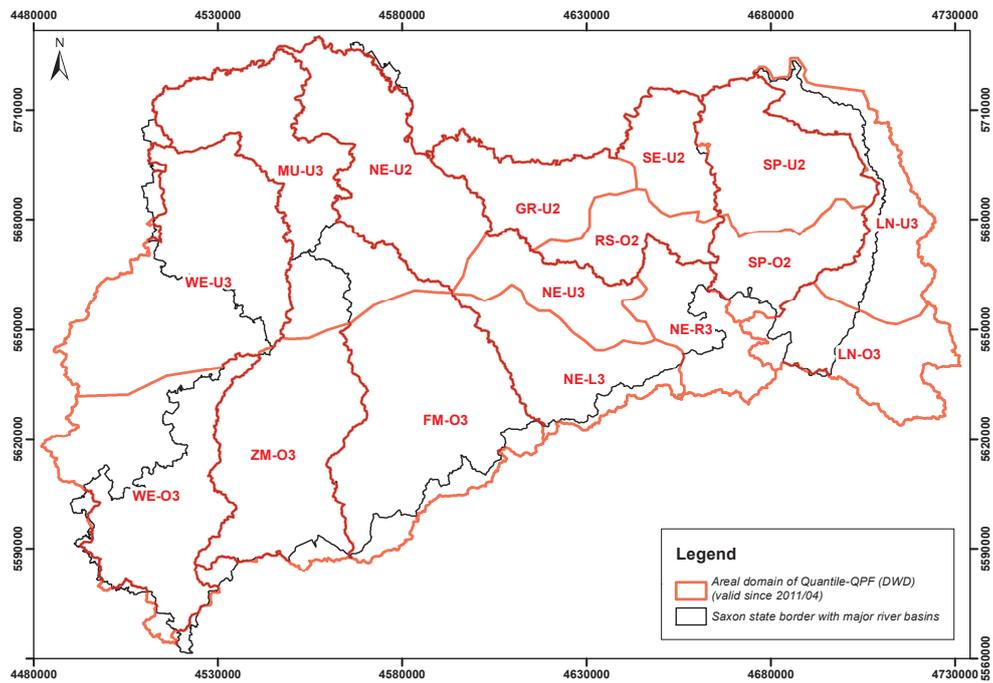 4480000 4530000 4580000 4630000 4680000 4730000
N
5710000 5710000
SE-U2
SP-U2
MU-U3
NE-U2
GR-U2
5680000 5680000
LN-U3
RS-O2
SP-O2
WE-U3
NE-U3
5650000 5650000
NE-R3
LN-O3
NE-L3
FM-O3
5620000 5620000
ZM-O3
WE-O3
5590000 5590000
Legend
Areal domain of Quantile-QPF (DWD)
(valid since 2011/04)
Saxon state border with major river basins
5560000 5560000
4480000 4530000 4580000 4630000 4680000 4730000